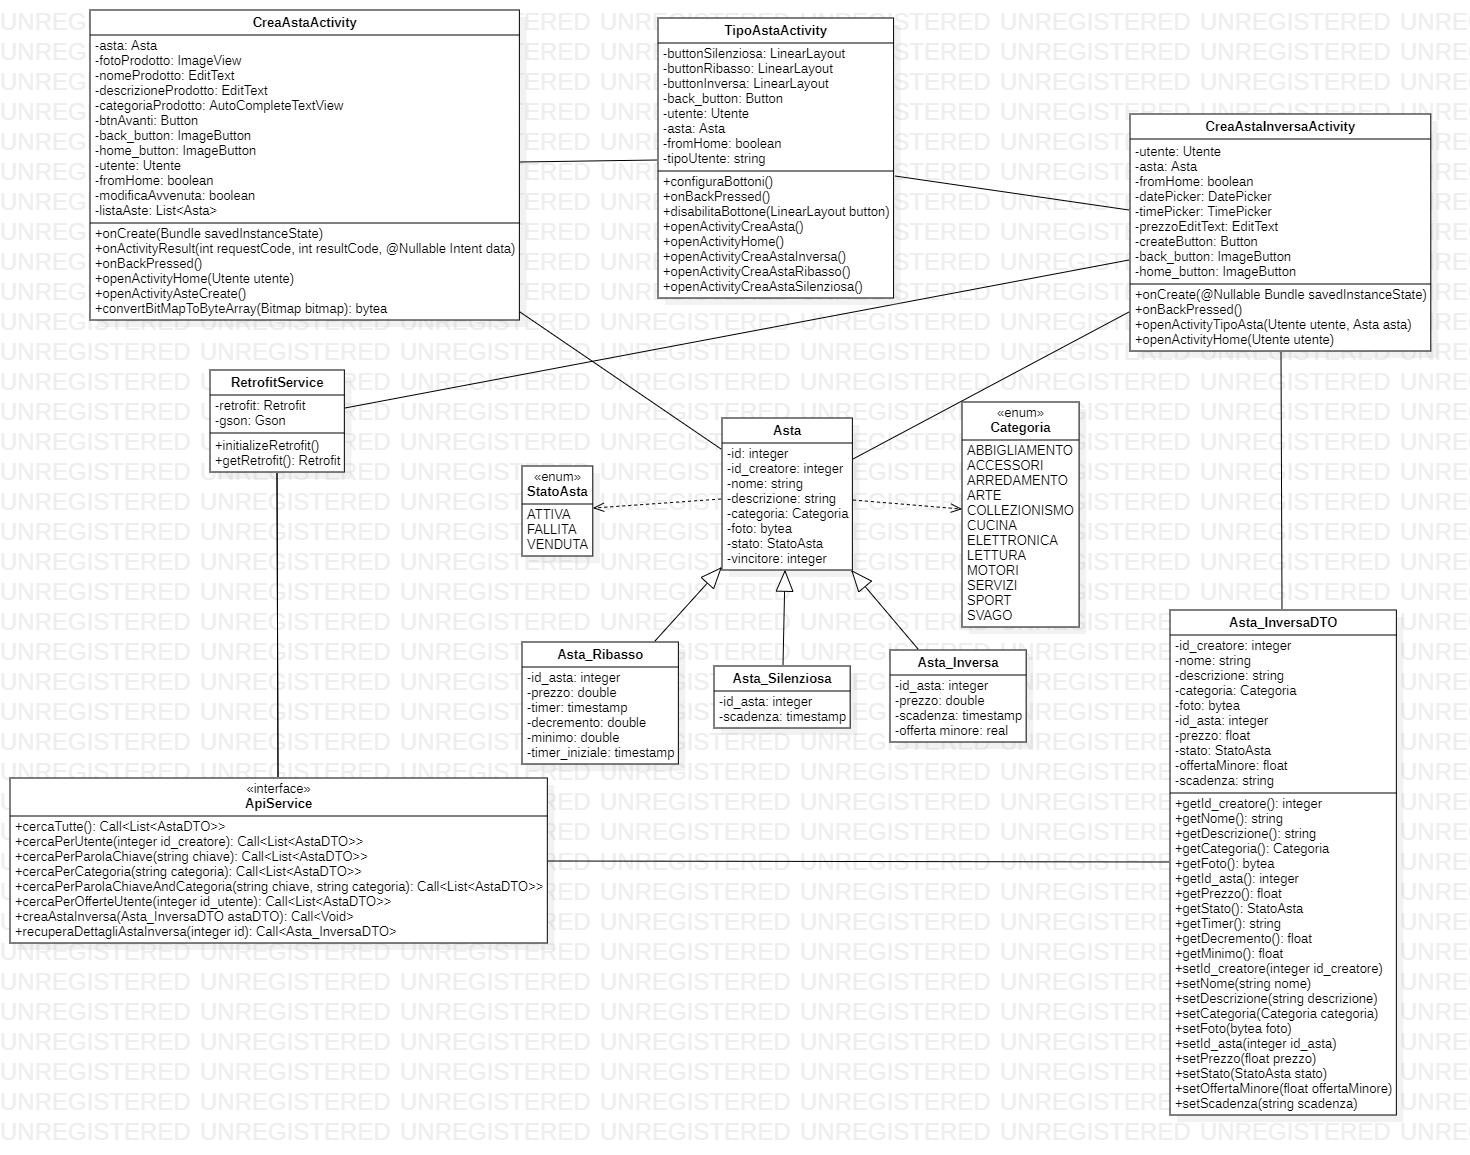 CreaAstaActivity
-asta: Asta
-fotoProdotto: ImageView
-nomeProdotto: EditText
-descrizioneProdotto: EditText
-categoriaProdotto: AutoCompleteTextView
-btnAvanti: Button
-back_button: ImageButton
-home_button: ImageButton
-utente: Utente
-fromHome: boolean
-modificaAvvenuta: boolean
-listaAste: List<Asta>
+onCreate(Bundle savedInstanceState)
+onActivityResult(int requestCode, int resultCode, @Nullable Intent data)
+onBackPressed()
+openActivityHome(Utente utente)
+openActivityAsteCreate()
+convertBitMapToByteArray(Bitmap bitmap): bytea
TipoAstaActivity
-buttonSilenziosa: LinearLayout
-buttonRibasso: LinearLayout
-buttonInversa: LinearLayout
-back_button: Button
-utente: Utente
-asta: Asta
-fromHome: boolean
-tipoUtente: string
+configuraBottoni()
+onBackPressed()
+disabilitaBottone(LinearLayout button)
+openActivityCreaAsta()
+openActivityHome()
+openActivityCreaAstaInversa()
+openActivityCreaAstaRibasso()
+openActivityCreaAstaSilenziosa()
CreaAstaInversaActivity
-utente: Utente
-asta: Asta
-fromHome: boolean
-datePicker: DatePicker
-timePicker: TimePicker
-prezzoEditText: EditText
-createButton: Button
-back_button: ImageButton
-home_button: ImageButton
+onCreate(@Nullable Bundle savedInstanceState)
+onBackPressed()
+openActivityTipoAsta(Utente utente, Asta asta)
+openActivityHome(Utente utente)
RetrofitService
-retrofit: Retrofit
-gson: Gson
+initializeRetrofit()
+getRetrofit(): Retrofit
«enum»
StatoAsta
ATTIVA
FALLITA
VENDUTA
Asta
-id: integer
-id_creatore: integer
-nome: string
-descrizione: string
-categoria: Categoria
-foto: bytea
-stato: StatoAsta
-vincitore: integer
«enum»
Categoria
ABBIGLIAMENTO
ACCESSORI
ARREDAMENTO
ARTE
COLLEZIONISMO
CUCINA
ELETTRONICA
LETTURA
MOTORI
SERVIZI
SPORT
SVAGO
Asta_Ribasso
-id_asta: integer
-prezzo: double
-timer: timestamp
-decremento: double
-minimo: double
-timer_iniziale: timestamp
Asta_Silenziosa
-id_asta: integer
-scadenza: timestamp
Asta_Inversa
-id_asta: integer
-prezzo: double
-scadenza: timestamp
-offerta minore: real
Asta_InversaDTO
-id_creatore: integer
-nome: string
-descrizione: string
-categoria: Categoria
-foto: bytea
-id_asta: integer
-prezzo: float
-stato: StatoAsta
-offertaMinore: float
-scadenza: string
+getId_creatore(): integer
+getNome(): string
+getDescrizione(): string
+getCategoria(): Categoria
+getFoto(): bytea
+getId_asta(): integer
+getPrezzo(): float
+getStato(): StatoAsta
+getTimer(): string
+getDecremento(): float
+getMinimo(): float
+setId_creatore(integer id_creatore)
+setNome(string nome)
+setDescrizione(string descrizione)
+setCategoria(Categoria categoria)
+setFoto(bytea foto)
+setId_asta(integer id_asta)
+setPrezzo(float prezzo)
+setStato(StatoAsta stato)
+setOffertaMinore(float offertaMinore)
+setScadenza(string scadenza)
«interface»
ApiService
+cercaTutte(): Call<List<AstaDTO>>
+cercaPerUtente(integer id_creatore): Call<List<AstaDTO>>
+cercaPerParolaChiave(string chiave): Call<List<AstaDTO>>
+cercaPerCategoria(string categoria): Call<List<AstaDTO>>
+cercaPerParolaChiaveAndCategoria(string chiave, string categoria): Call<List<AstaDTO>>
+cercaPerOfferteUtente(integer id_utente): Call<List<AstaDTO>>
+creaAstaInversa(Asta_InversaDTO astaDTO): Call<Void>
+recuperaDettagliAstaInversa(integer id): Call<Asta_InversaDTO>
UNREGISTERED